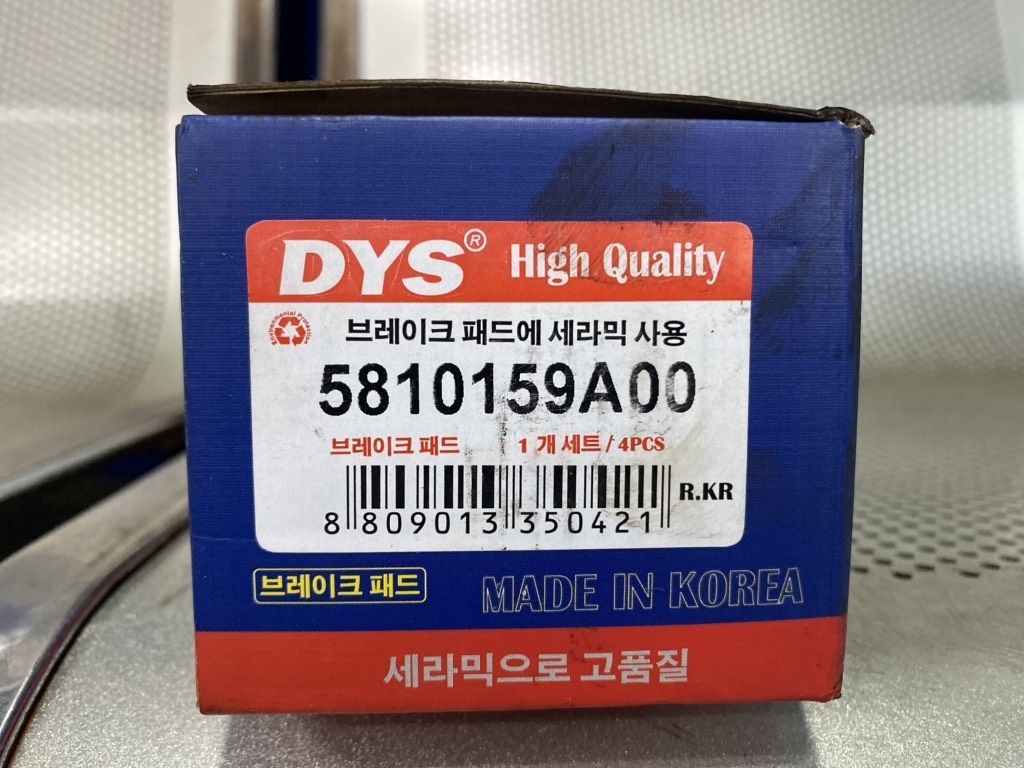 DYS® High Quality
Environmental Protection
브레이크 패드에 세라믹 사용
5810159A00
브레이크 패드 1 개 세트 / 4PCS
R.KR
8 809013 350421
브레이크 패드
MADE IN KOREA
세라믹으로 고품질